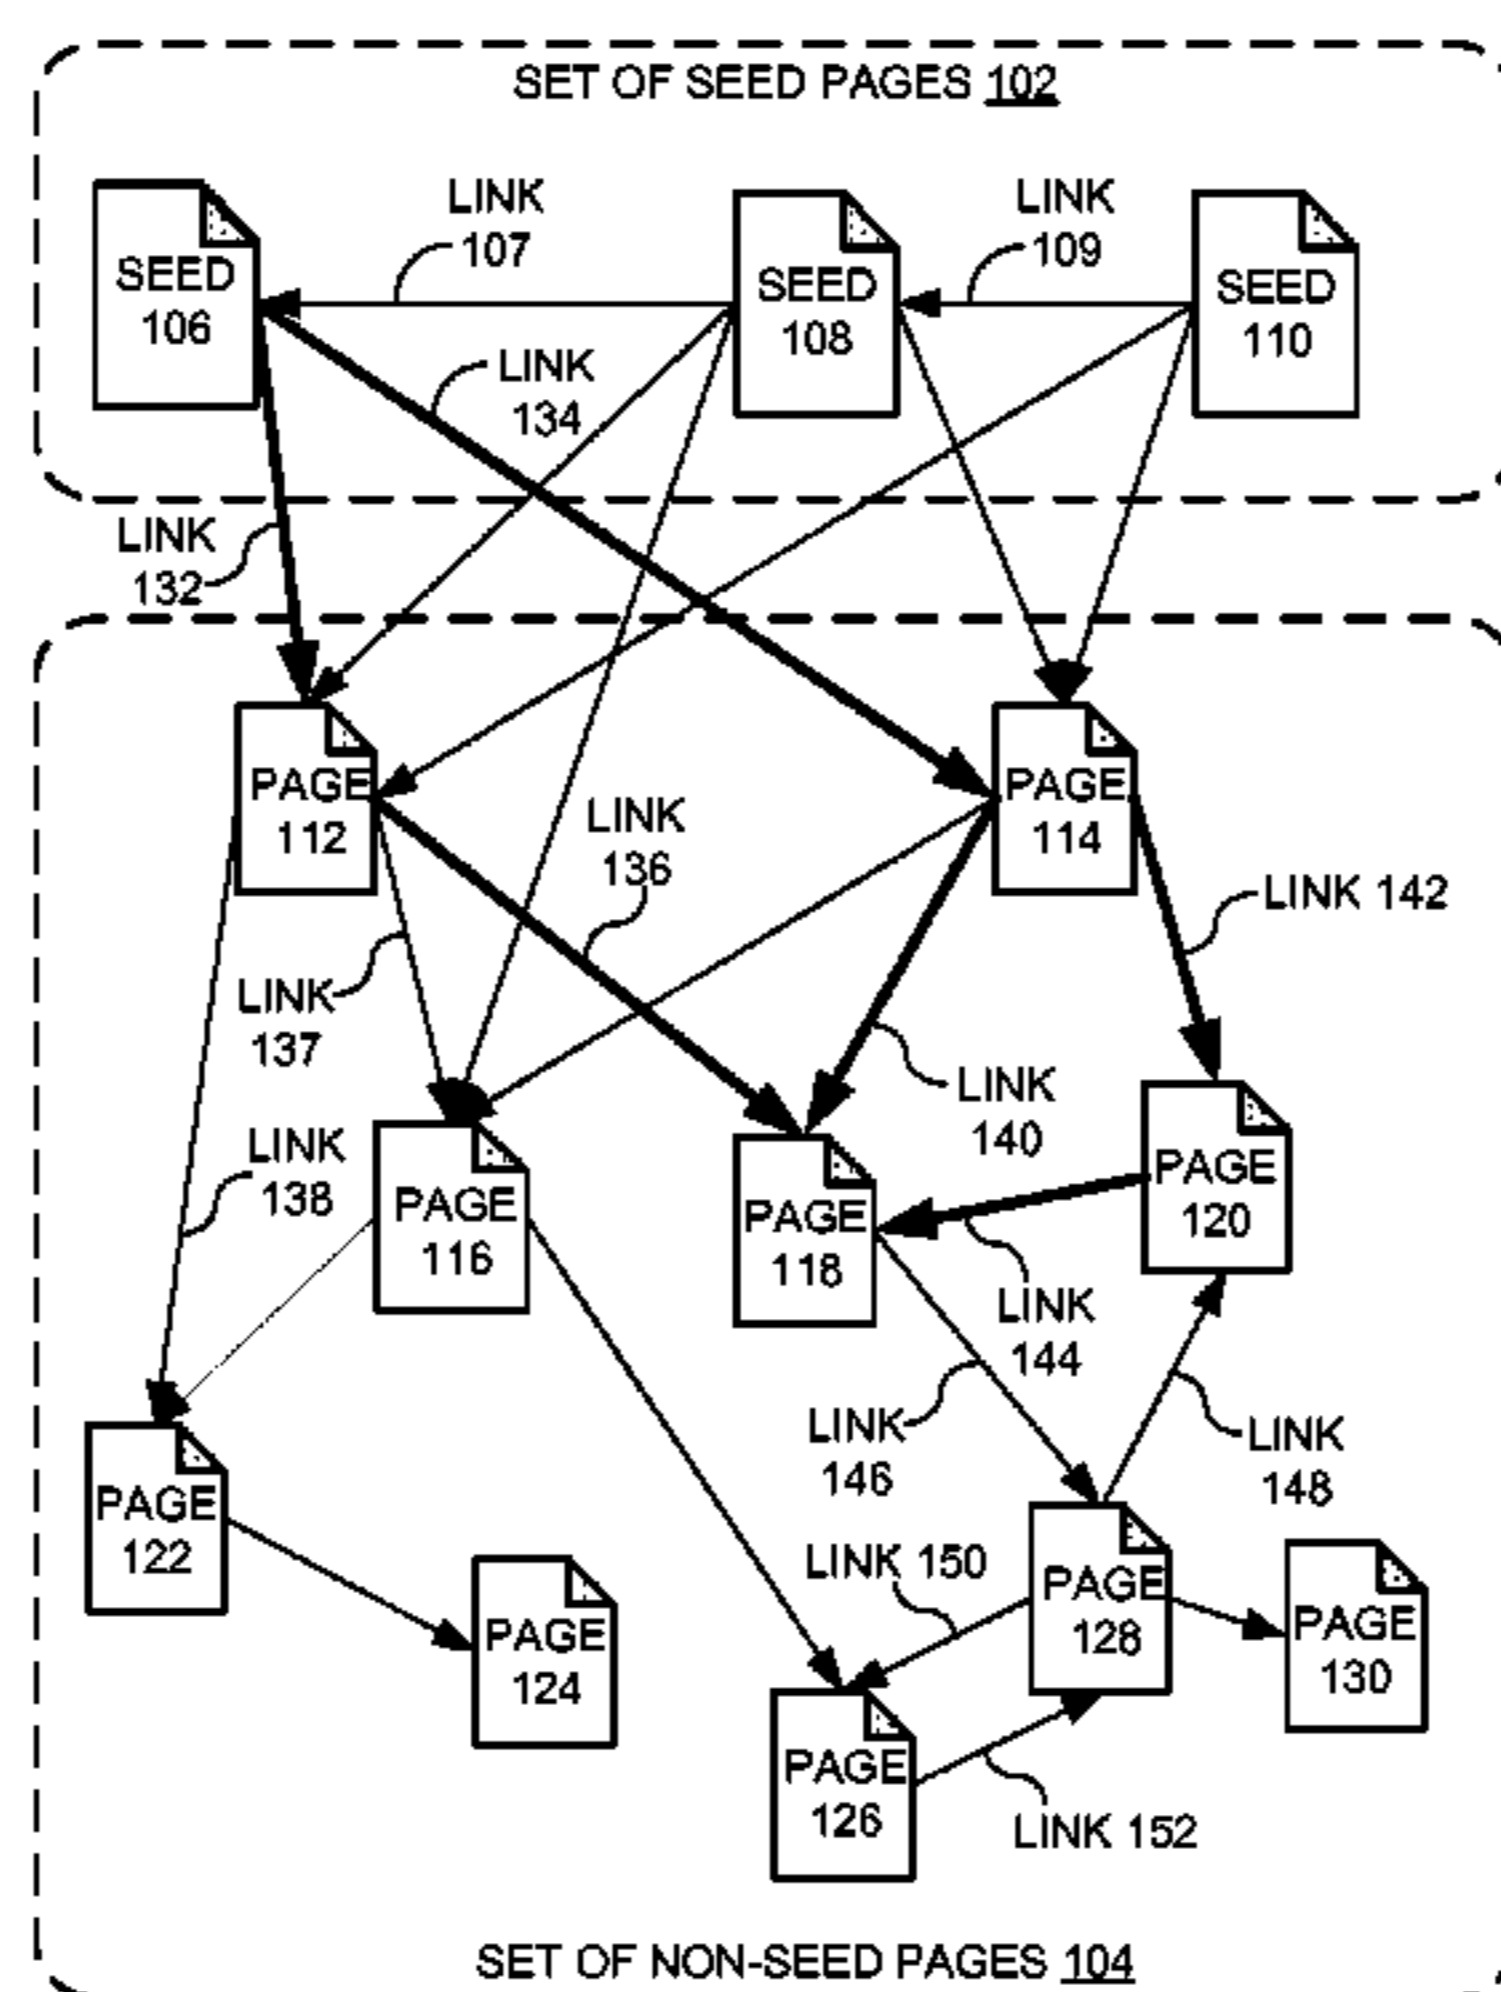 SET OF SEED PAGES 102
LINK
107
LINK
109
SEED
106
SEED
108
SEED
110
LINK
134
LINK
132
PAGE
112
LINK
136
PAGE
114
LINK 142
LINK
137
LINK
140
LINK
138
PAGE
116
PAGE
118
PAGE
120
LINK
144
LINK
146
LINK
148
PAGE
122
LINK 150
PAGE
128
PAGE
124
PAGE
130
PAGE
126
LINK 152
SET OF NON-SEED PAGES 104